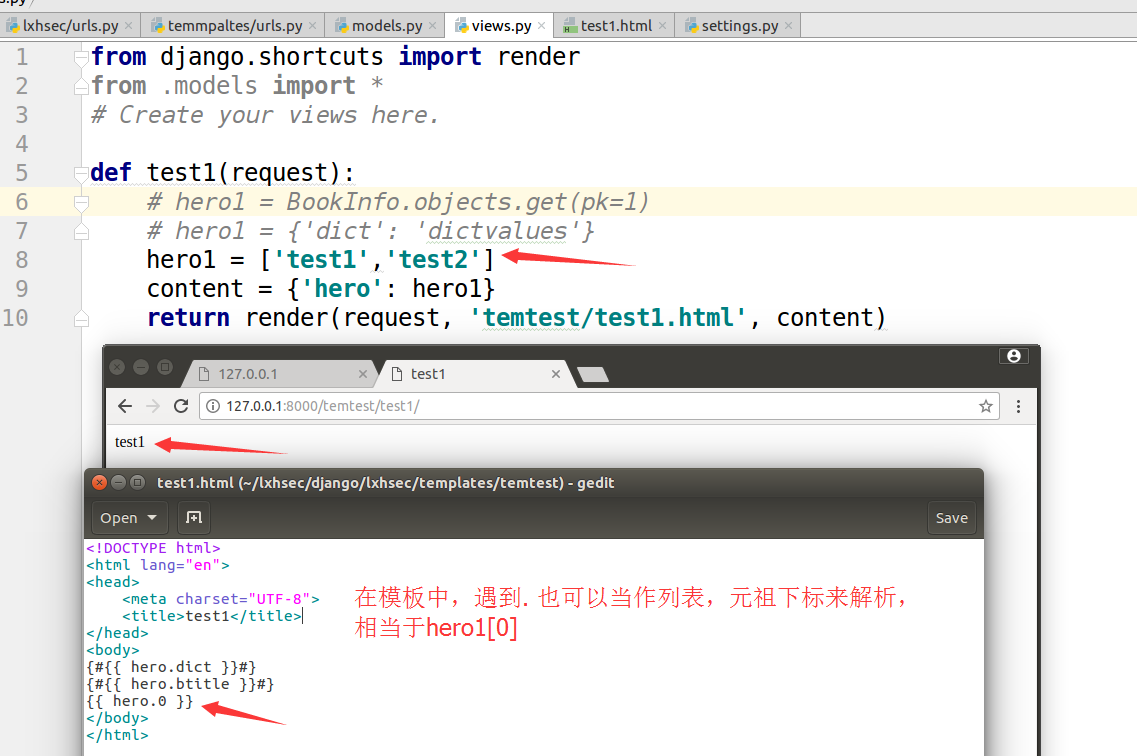 s.py
lxhsec/urls.py × temmpaltes/urls.py × models.py × views.py × test1.html × settings.py ×
1 from django.shortcuts import render
2 from .models import *
3 # Create your views here.
4
5 def test1(request):
6 # hero1 = BookInfo.objects.get(pk=1)
7 # hero1 = {'dict': 'dictvalues'}
8 hero1 = ['test1','test2']
9 content = {'hero': hero1}
10 return render(request, 'temtest/test1.html', content)
127.0.0.1 × test1 ×
127.0.0.1:8000/temtest/test1/
test1
test1.html (~/lxhsec/django/lxhsec/templates/temtest) - gedit
Open Save
<!DOCTYPE html>
<html lang="en">
<head>
<meta charset="UTF-8">
<title>test1</title>
</head>
<body>
{#{{ hero.dict }}#}
{#{{ hero.btitle }}#}
{{ hero.0 }}
</body>
</html>
在模板中，遇到. 也可以当作列表，元祖下标来解析，
相当于hero1[0]